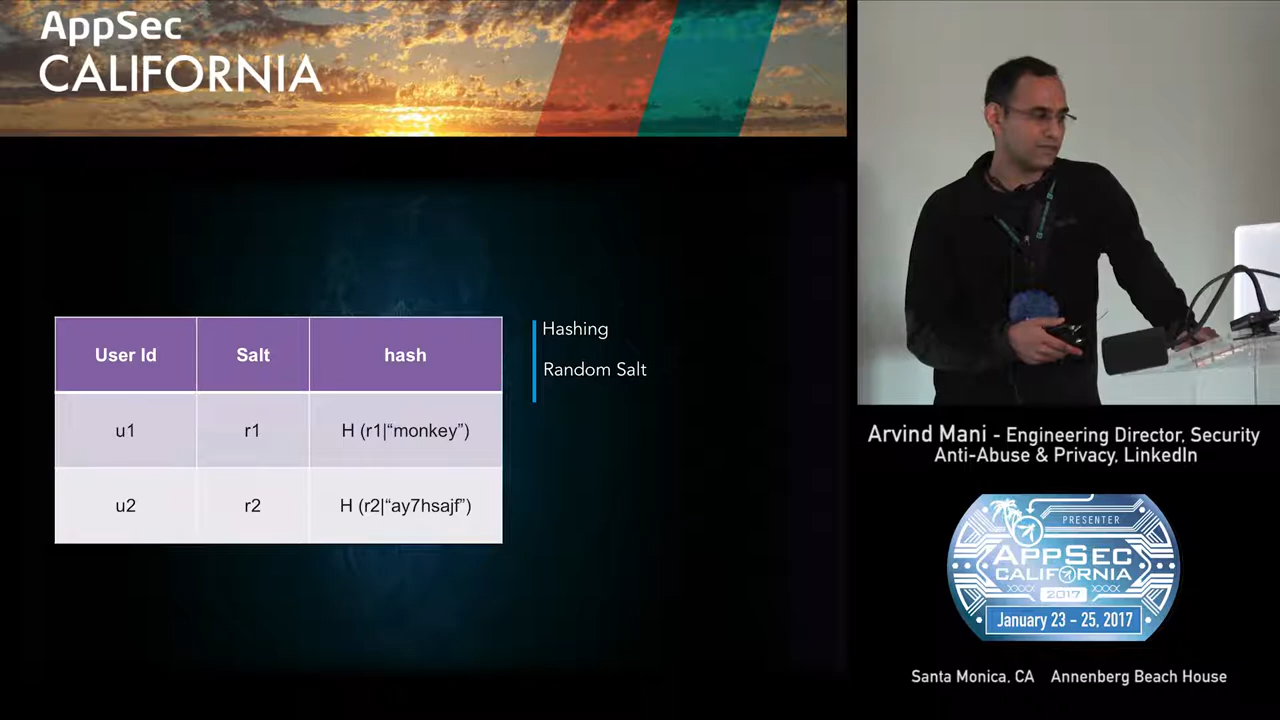 AppSec
CALIFORNIA
User Id Salt hash
u1 r1 H (r1|“monkey”)
u2 r2 H (r2|“ay7hsajf”)
Hashing
Random Salt
Arvind Mani - Engineering Director, Security
Anti-Abuse & Privacy, LinkedIn
PRESENTER
APPSEC
CALIFORNIA
2017
January 23 - 25, 2017
Santa Monica, CA Annenberg Beach House